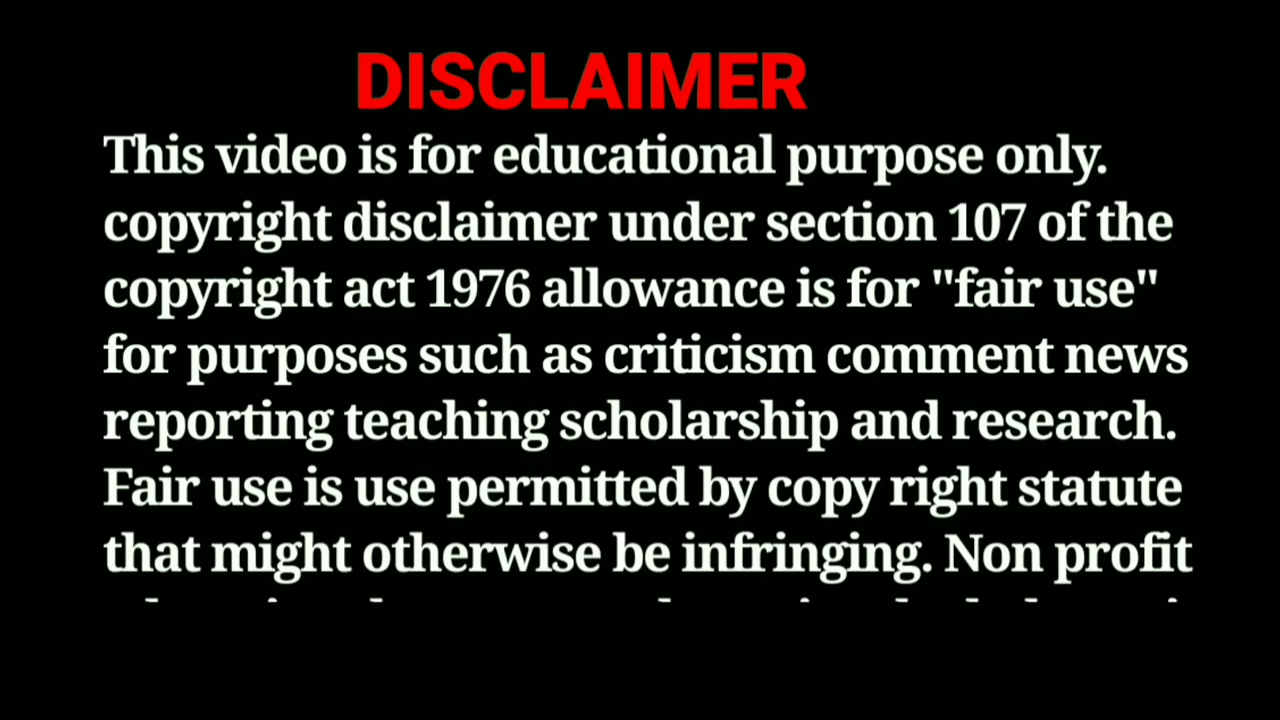 DISCLAIMER
This video is for educational purpose only.
copyright disclaimer under section 107 of the
copyright act 1976 allowance is for "fair use"
for purposes such as criticism comment news
reporting teaching scholarship and research.
Fair use is use permitted by copy right statute
that might otherwise be infringing. Non profit